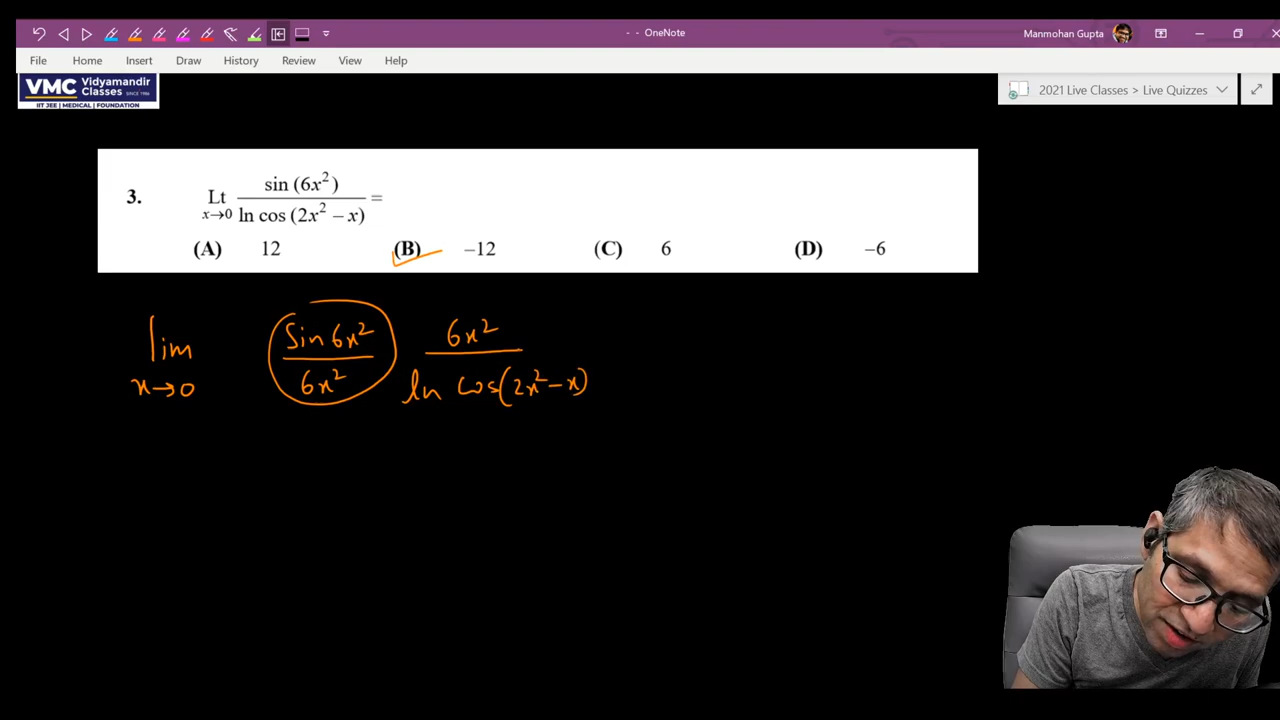 - - OneNote
Manmohan Gupta
File Home Insert Draw History Review View Help
VMC Vidyamandir Classes SINCE 1986
IIT JEE | MEDICAL | FOUNDATION
2021 Live Classes > Live Quizzes
3. Lt x→0 sin (6x²) / ln cos (2x² – x) =
(A) 12 (B) –12 (C) 6 (D) –6
lim x→0 sin 6x² / 6x² 6x² / ln cos(2x² – x)